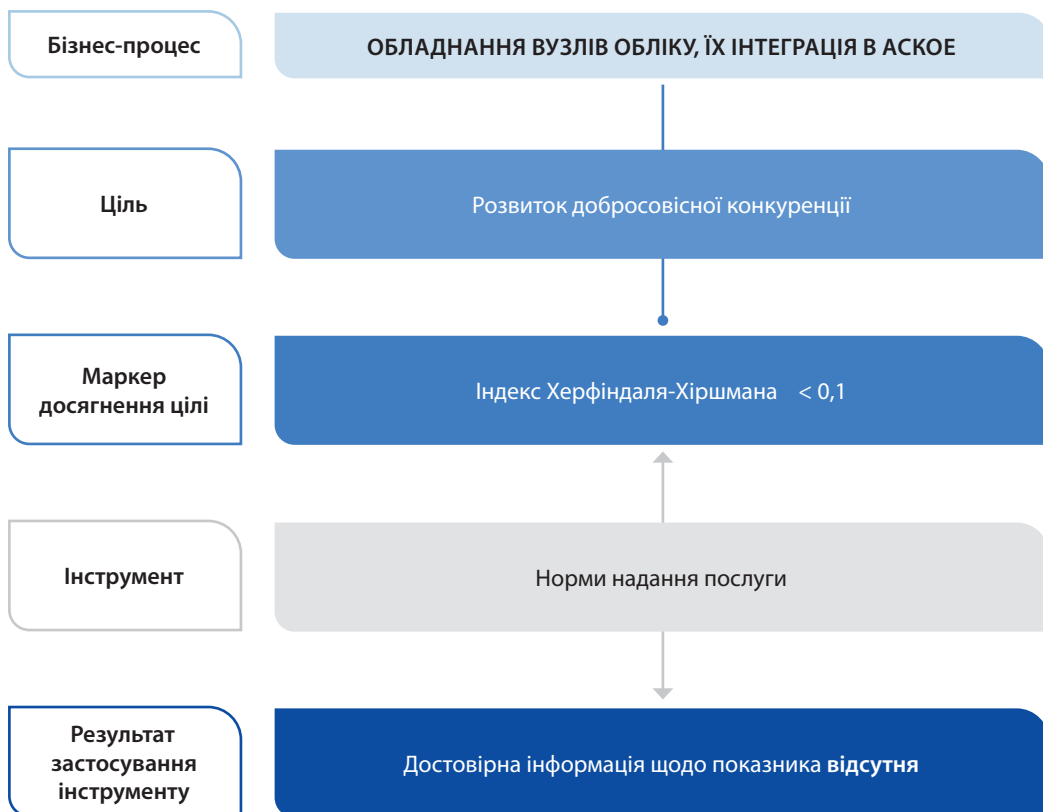 Бізнес-процес
ОБЛАДНАННЯ ВУЗЛІВ ОБЛІКУ, ЇХ ІНТЕГРАЦІЯ В АСКОЕ
Ціль
Розвиток добросовісної конкуренції
Маркер
досягнення цілі
Індекс Херфіндаля-Хіршмана < 0,1
Інструмент
Норми надання послуги
Результат
застосування
інструменту
Достовірна інформація щодо показника відсутня